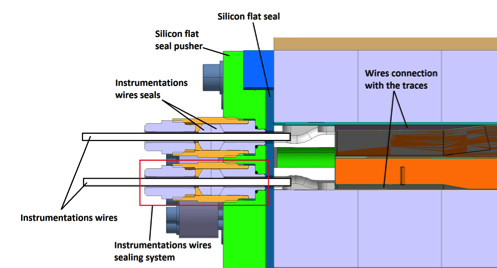 Silicon flat seal
Silicon flat
seal pusher
Instrumentations
wires seals
Wires connection
with the traces
Instrumentations wires
Instrumentations wires
sealing system